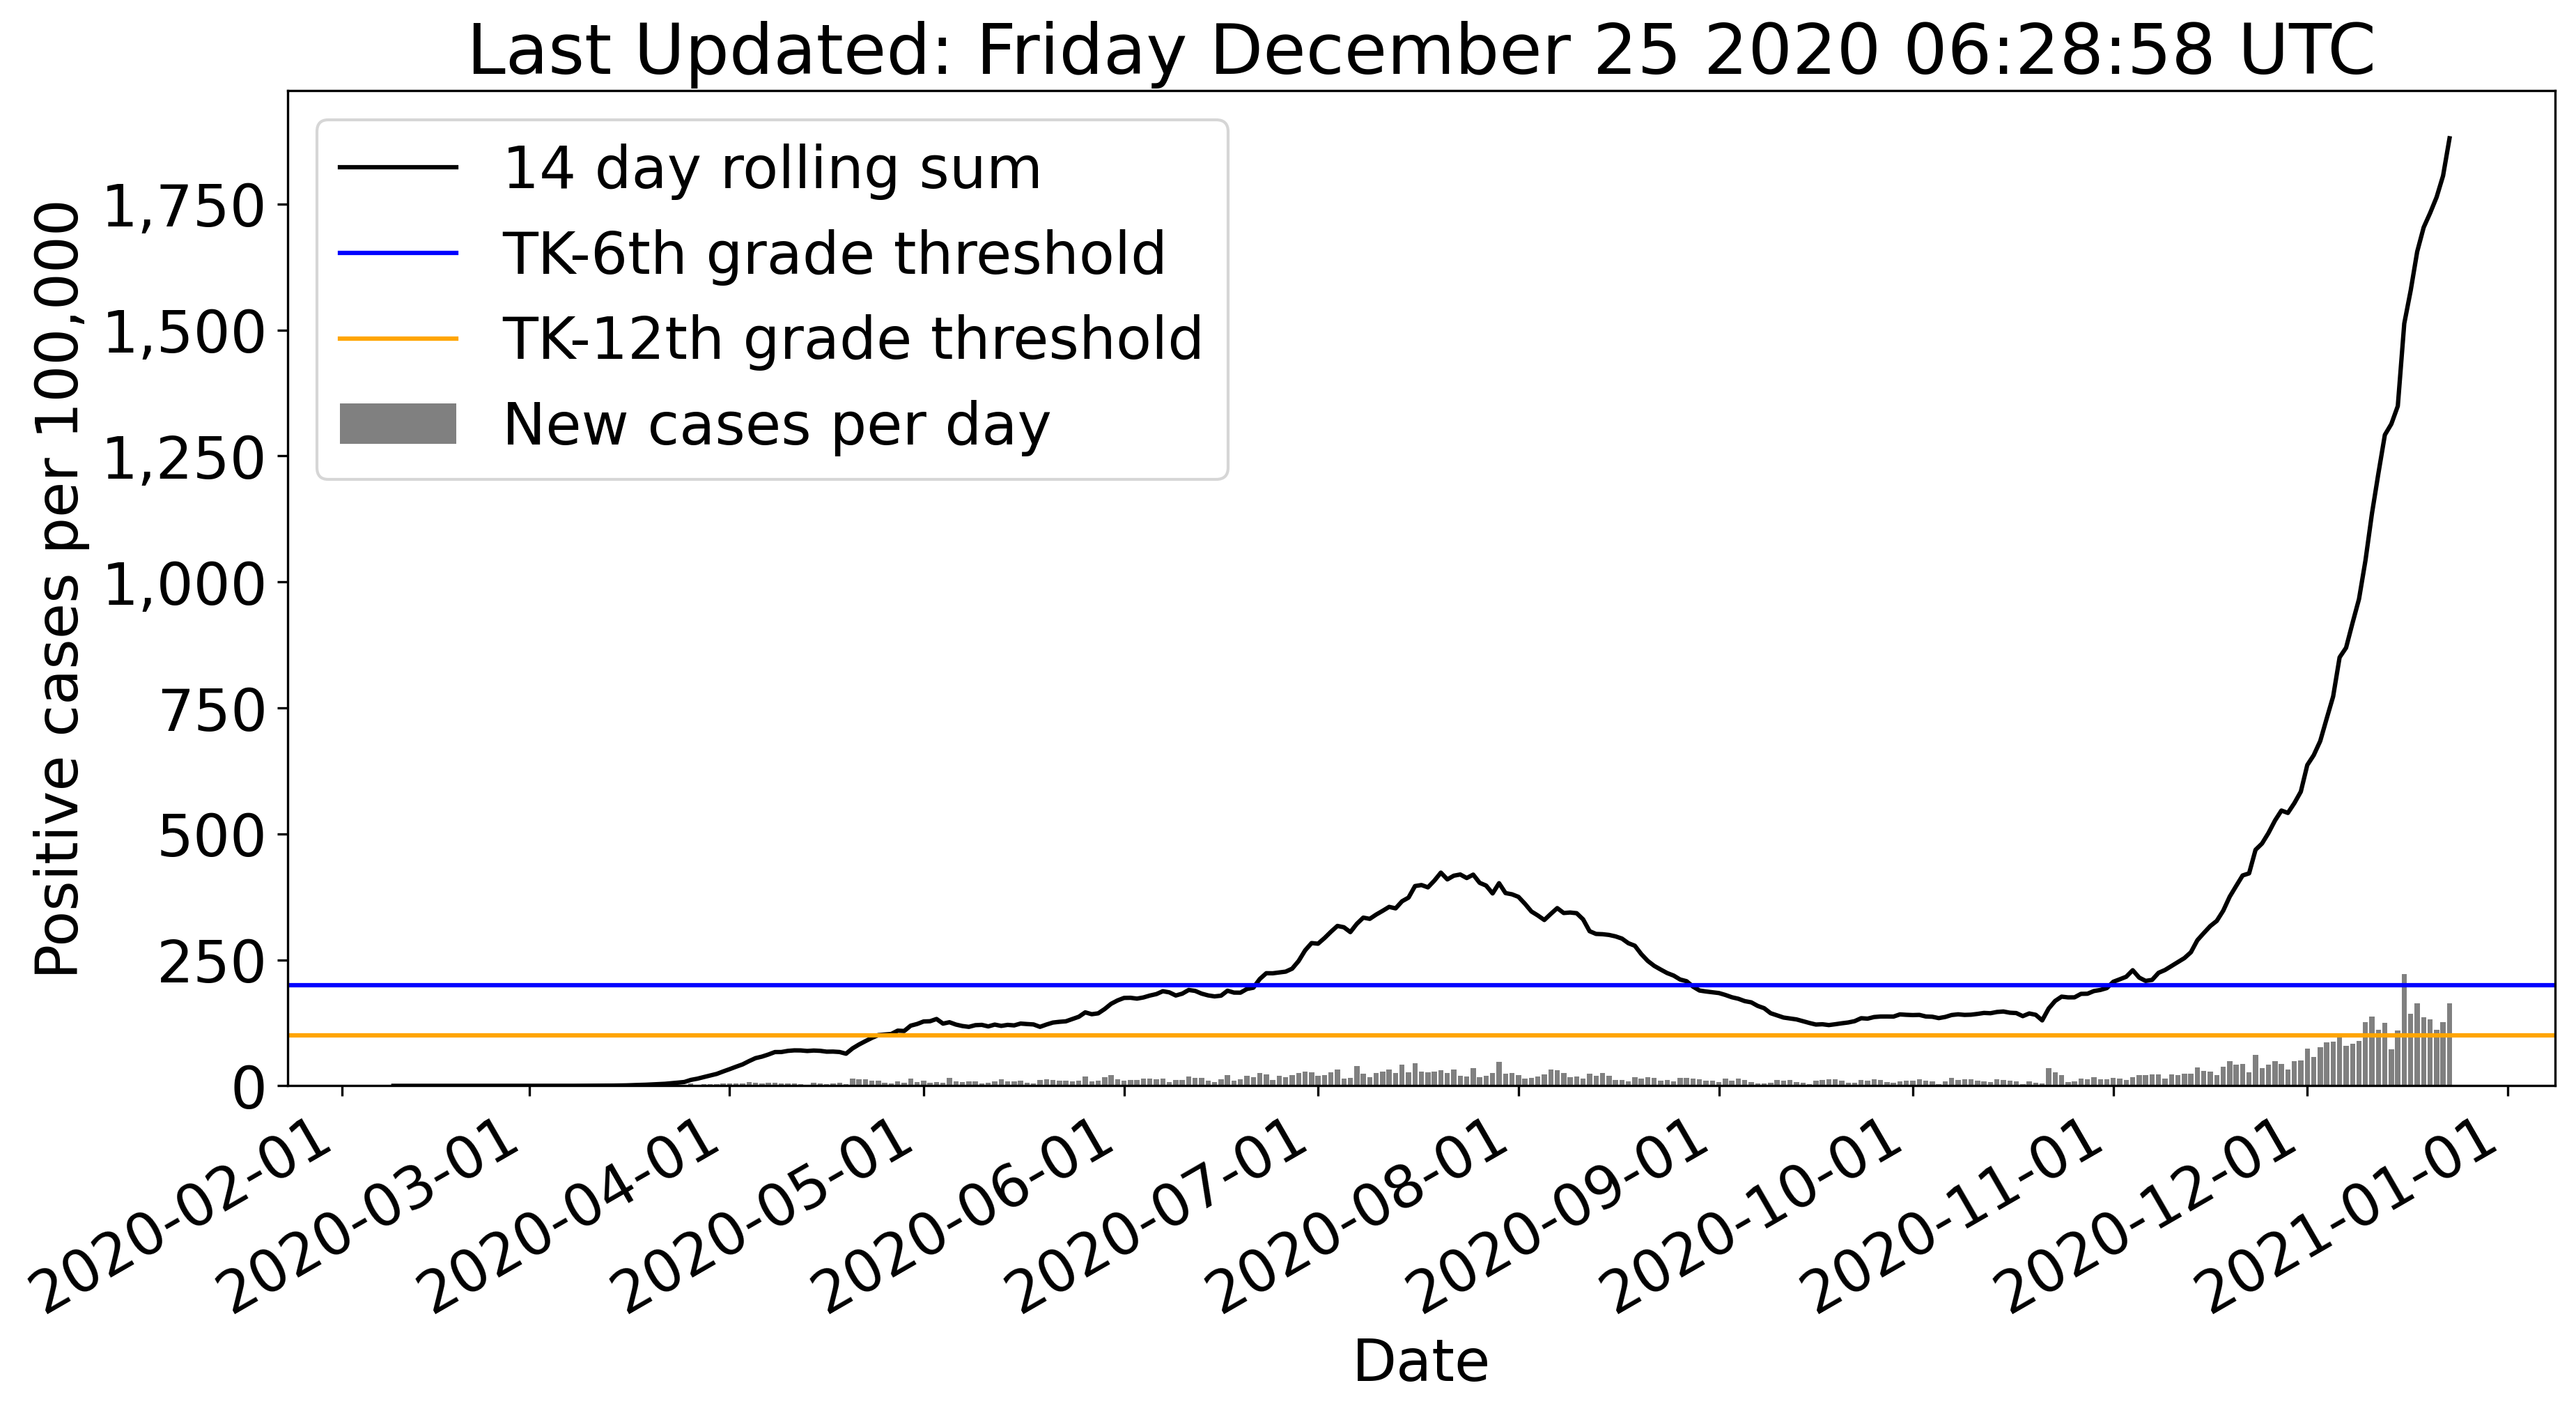 Last Updated: Friday December 25 2020 06:28:58 UTC
14 day rolling sum
TK-6th grade threshold
TK-12th grade threshold
New cases per day
Positive cases per 100,000
1,750
1,500
1,250
1,000
750
500
250
0
2020-02-01
2020-03-01
2020-04-01
2020-05-01
2020-06-01
2020-07-01
2020-08-01
2020-09-01
2020-10-01
2020-11-01
2020-12-01
2021-01-01
Date